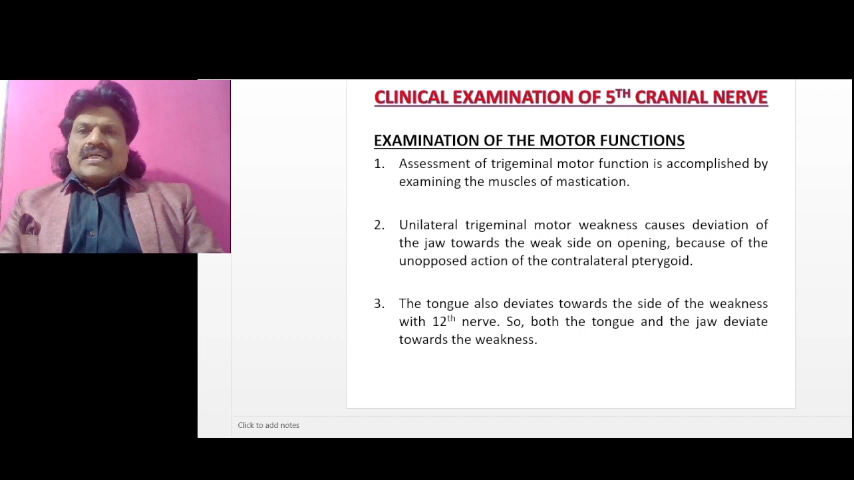 CLINICAL EXAMINATION OF 5TH CRANIAL NERVE
EXAMINATION OF THE MOTOR FUNCTIONS
1. Assessment of trigeminal motor function is accomplished by
examining the muscles of mastication.
2. Unilateral trigeminal motor weakness causes deviation of
the jaw towards the weak side on opening, because of the
unopposed action of the contralateral pterygoid.
3. The tongue also deviates towards the side of the weakness
with 12th nerve. So, both the tongue and the jaw deviate
towards the weakness.
Click to add notes